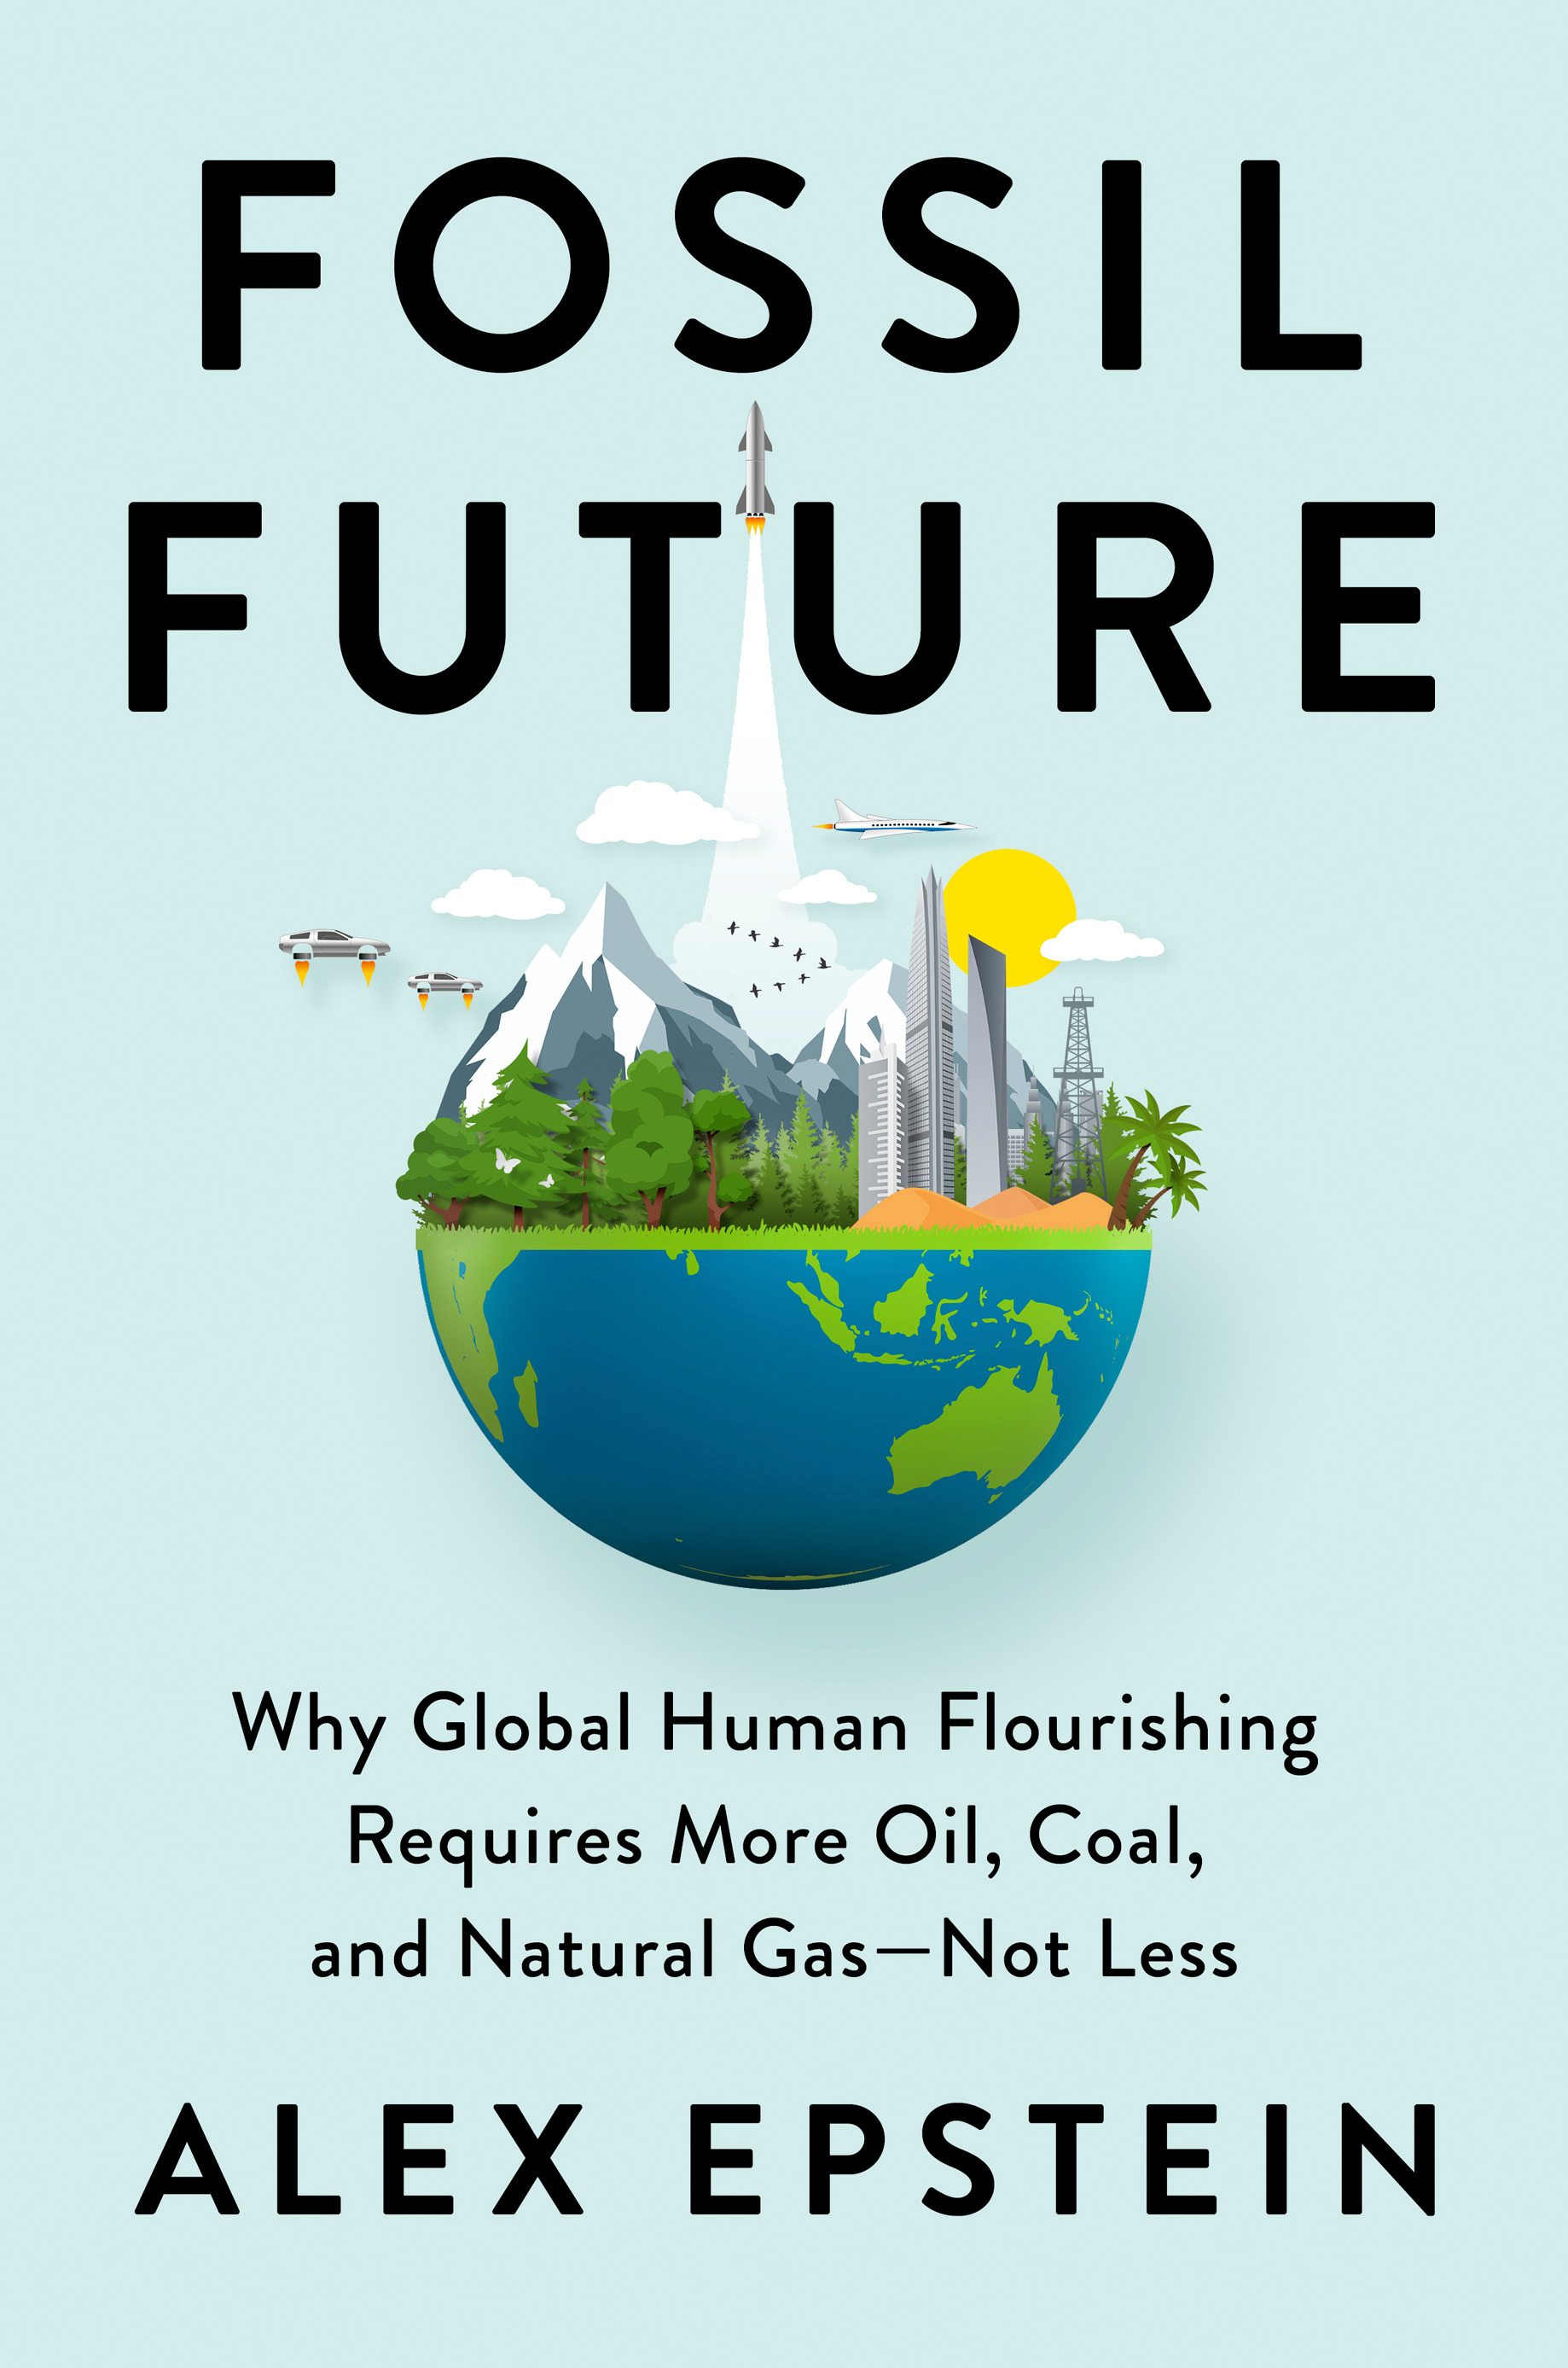 FOSSIL
FUTURE
Why Global Human Flourishing
Requires More Oil, Coal,
and Natural Gas—Not Less
ALEX EPSTEIN